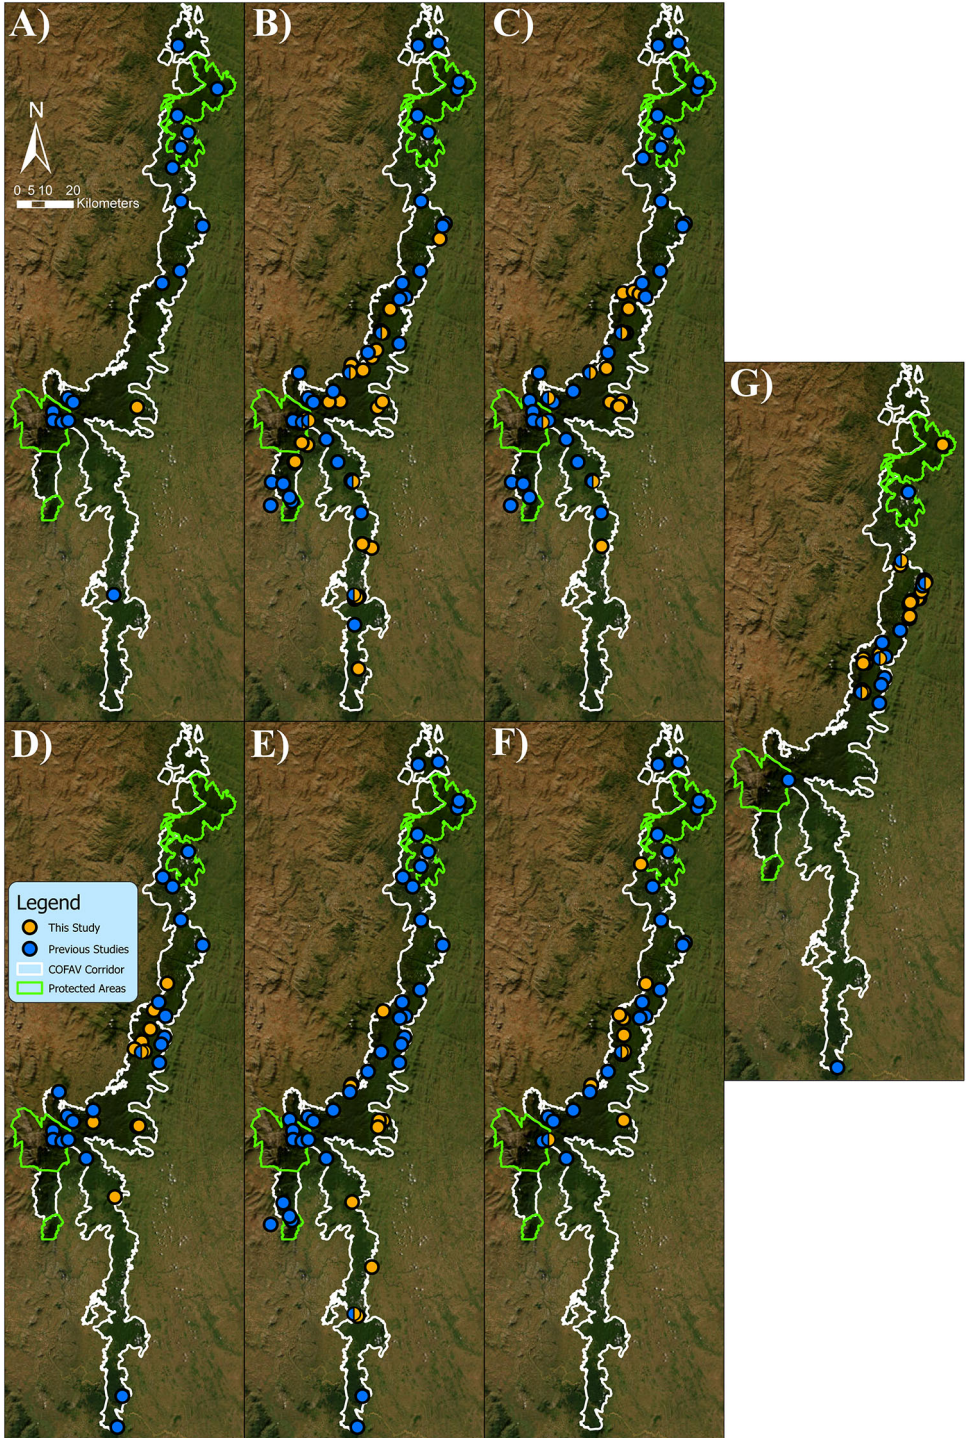 A)
B)
C)
N
0 5 10 20
Kilometers
G)
D)
E)
F)
Legend
This Study
Previous Studies
COFAV Corridor
Protected Areas